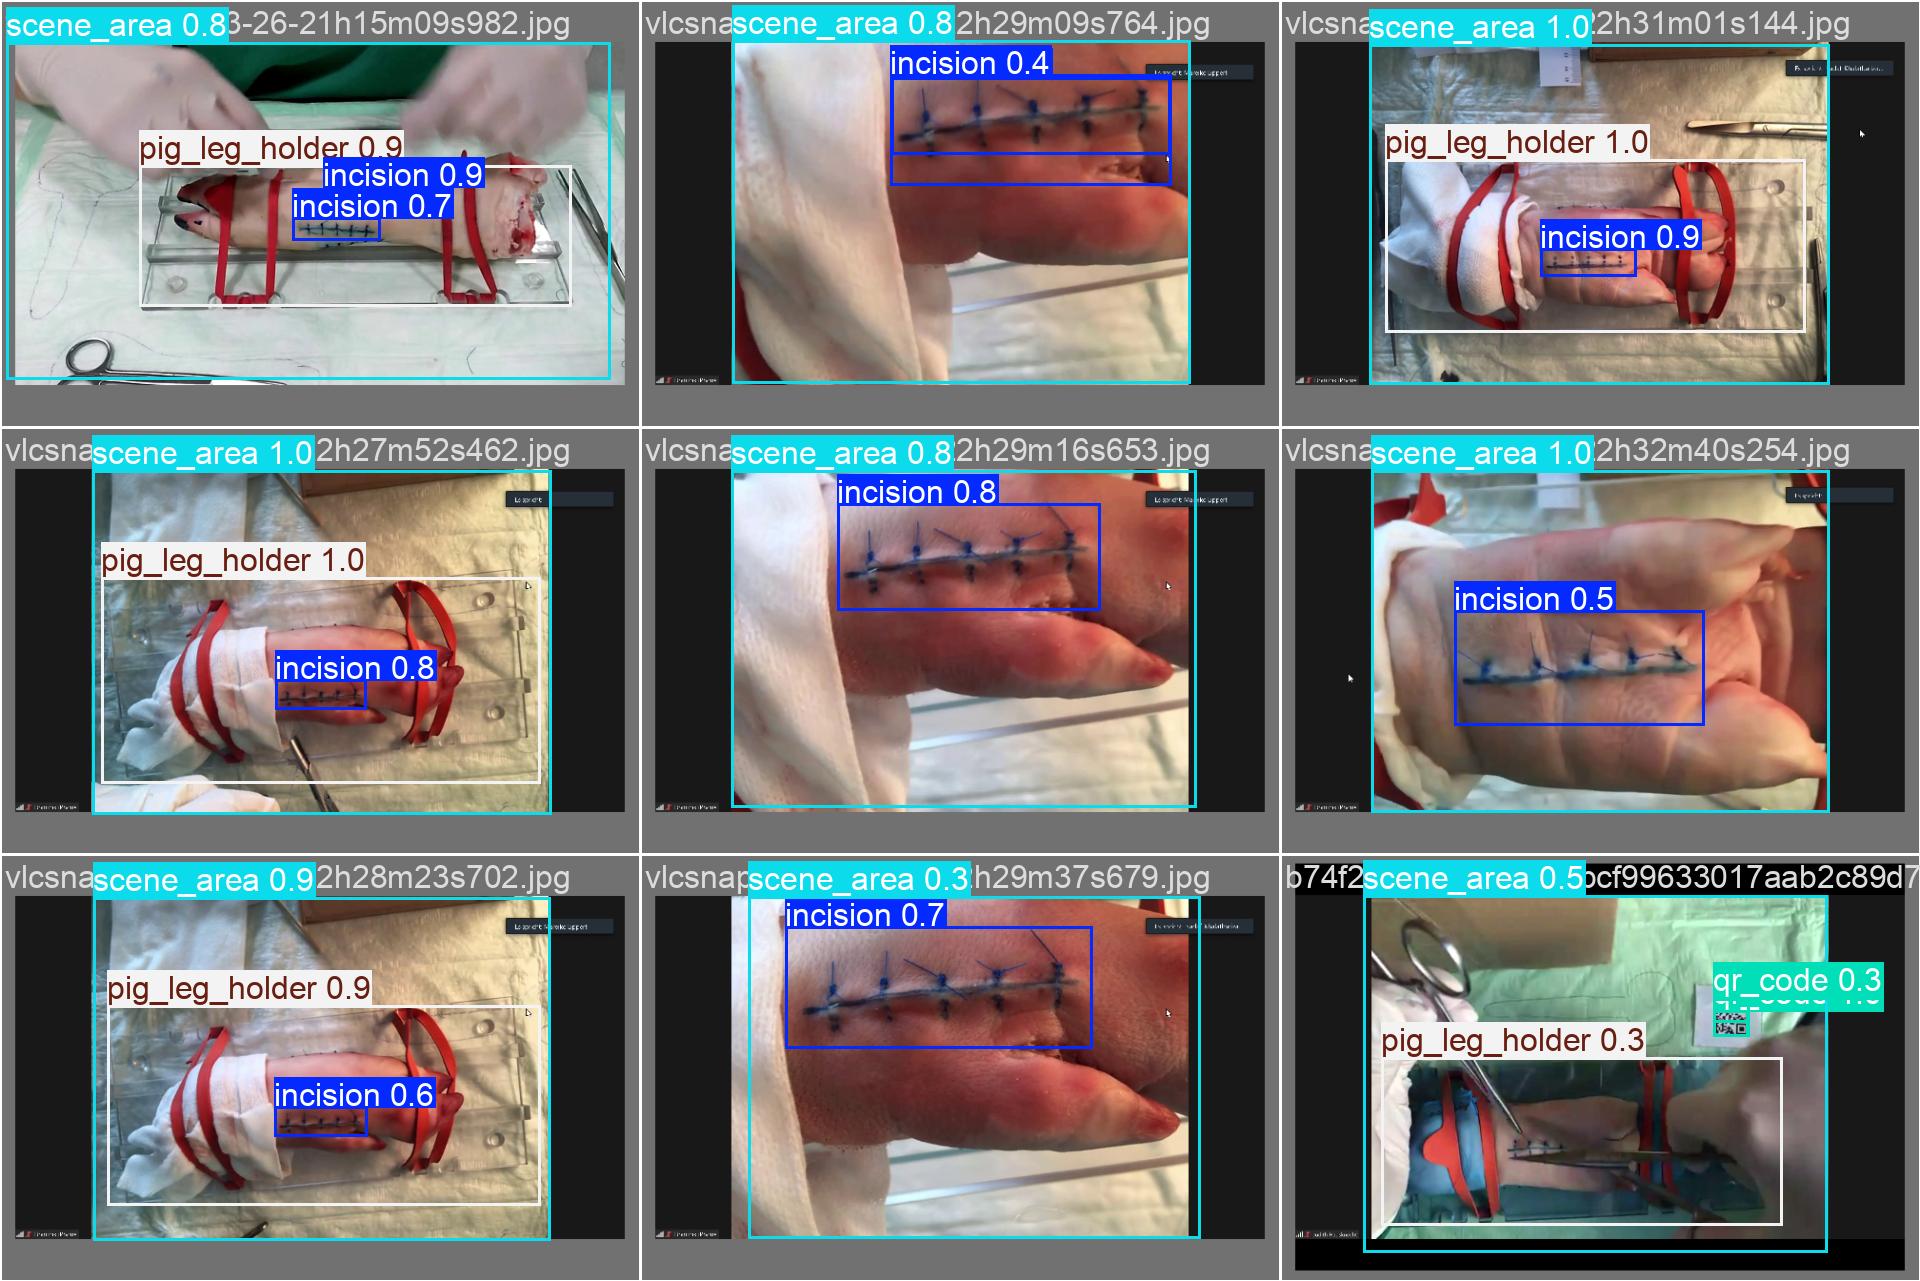 scene_area 0.8
3-26-21h15m09s982.jpg
pig_leg_holder 0.9
incision 0.9
incision 0.7
vlcsna
scene_area 0.8
2h29m09s764.jpg
incision 0.4
vlcsna
scene_area 1.0
2h31m01s144.jpg
pig_leg_holder 1.0
incision 0.9
vlcsna
scene_area 1.0
2h27m52s462.jpg
pig_leg_holder 1.0
incision 0.8
vlcsna
scene_area 0.8
2h29m16s653.jpg
incision 0.8
vlcsna
scene_area 1.0
2h32m40s254.jpg
incision 0.5
vlcsna
scene_area 0.9
2h28m23s702.jpg
pig_leg_holder 0.9
incision 0.6
vlcsnap
scene_area 0.3
h29m37s679.jpg
incision 0.7
b74f2
scene_area 0.5
bcf99633017aab2c89d7
qr_code 0.3
pig_leg_holder 0.3